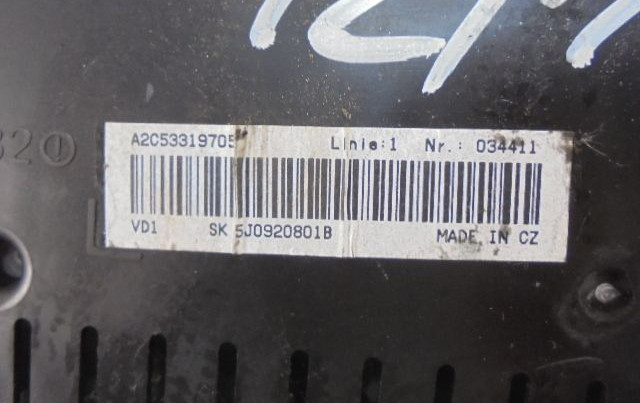 A2C53319705 Linie:1 Nr.: 034411
VD1 SK 5J0920801B MADE IN CZ